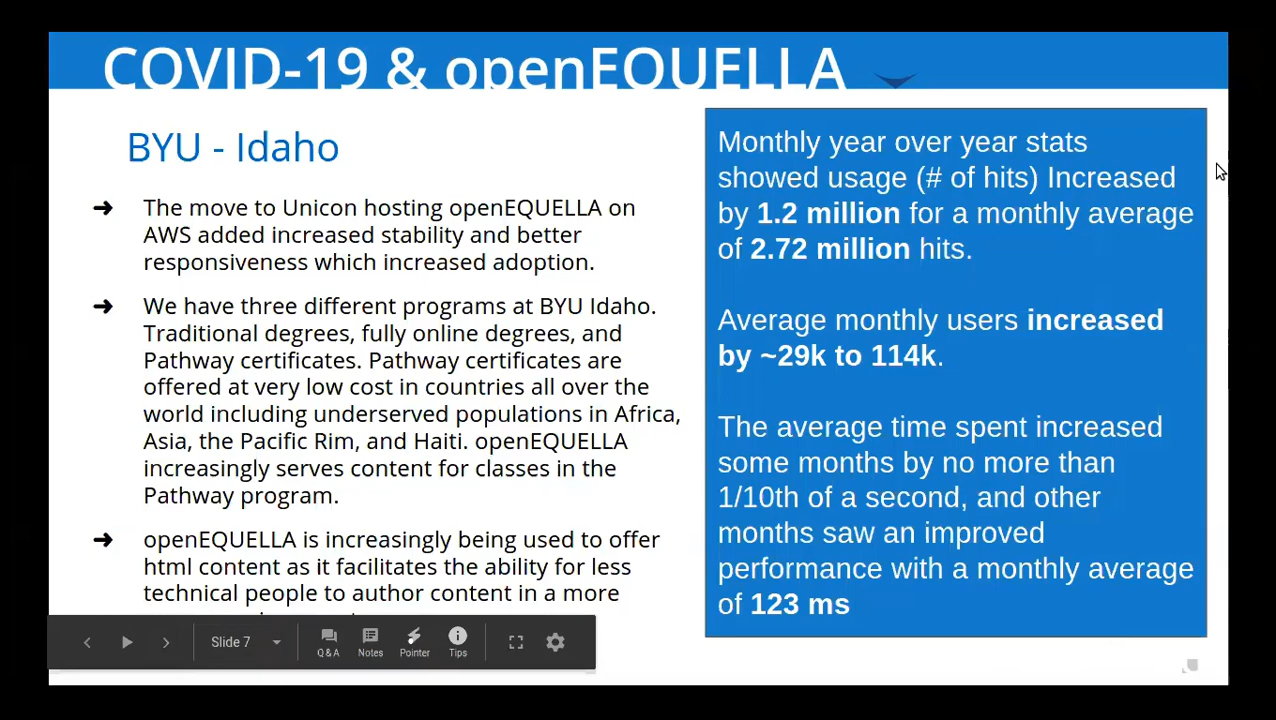 COVID-19 & openEQUELLA
BYU - Idaho
➜ The move to Unicon hosting openEQUELLA on
AWS added increased stability and better
responsiveness which increased adoption.
➜ We have three different programs at BYU Idaho.
Traditional degrees, fully online degrees, and
Pathway certificates. Pathway certificates are
offered at very low cost in countries all over the
world including underserved populations in Africa,
Asia, the Pacific Rim, and Haiti. openEQUELLA
increasingly serves content for classes in the
Pathway program.
➜ openEQUELLA is increasingly being used to offer
html content as it facilitates the ability for less
technical people to author content in a more
Monthly year over year stats
showed usage (# of hits) Increased
by 1.2 million for a monthly average
of 2.72 million hits.
Average monthly users increased
by ~29k to 114k.
The average time spent increased
some months by no more than
1/10th of a second, and other
months saw an improved
performance with a monthly average
of 123 ms
Slide 7
Q&A
Notes
Pointer
Tips